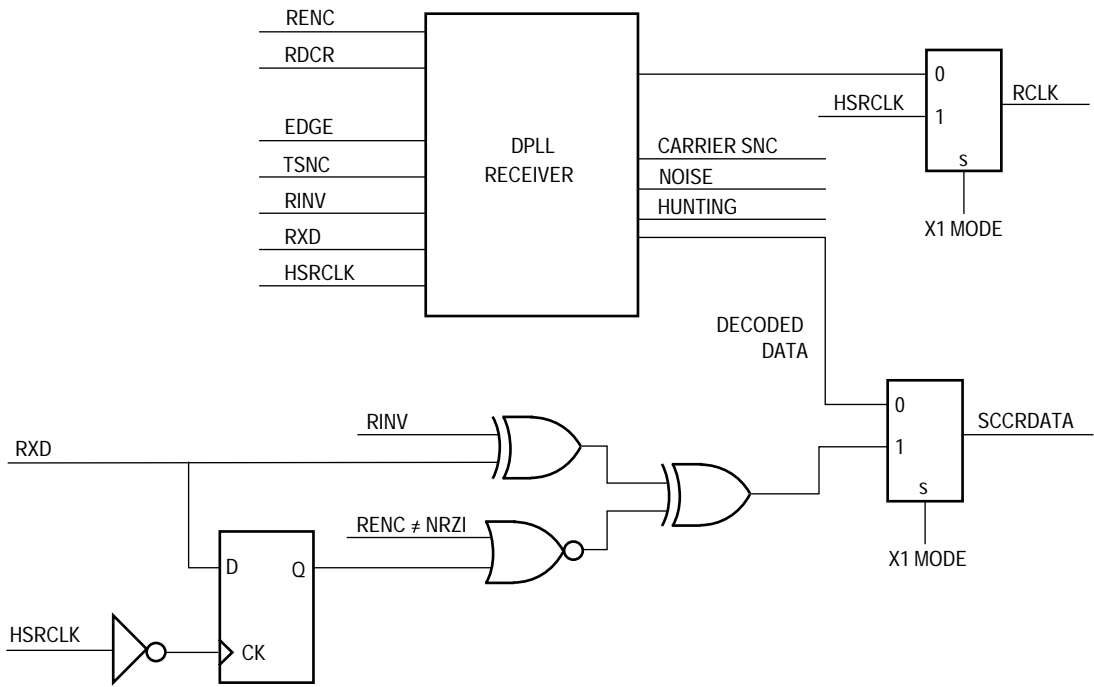 RENC
RDCR
EDGE
TSNC
RINV
RXD
HSRCLK
DPLL
RECEIVER
CARRIER SNC
NOISE
HUNTING
HSRCLK
0
1
S
RCLK
X1 MODE
DECODED
DATA
0
1
S
SCCRDATA
X1 MODE
RINV
RXD
RENC ≠ NRZI
D
Q
CK
HSRCLK